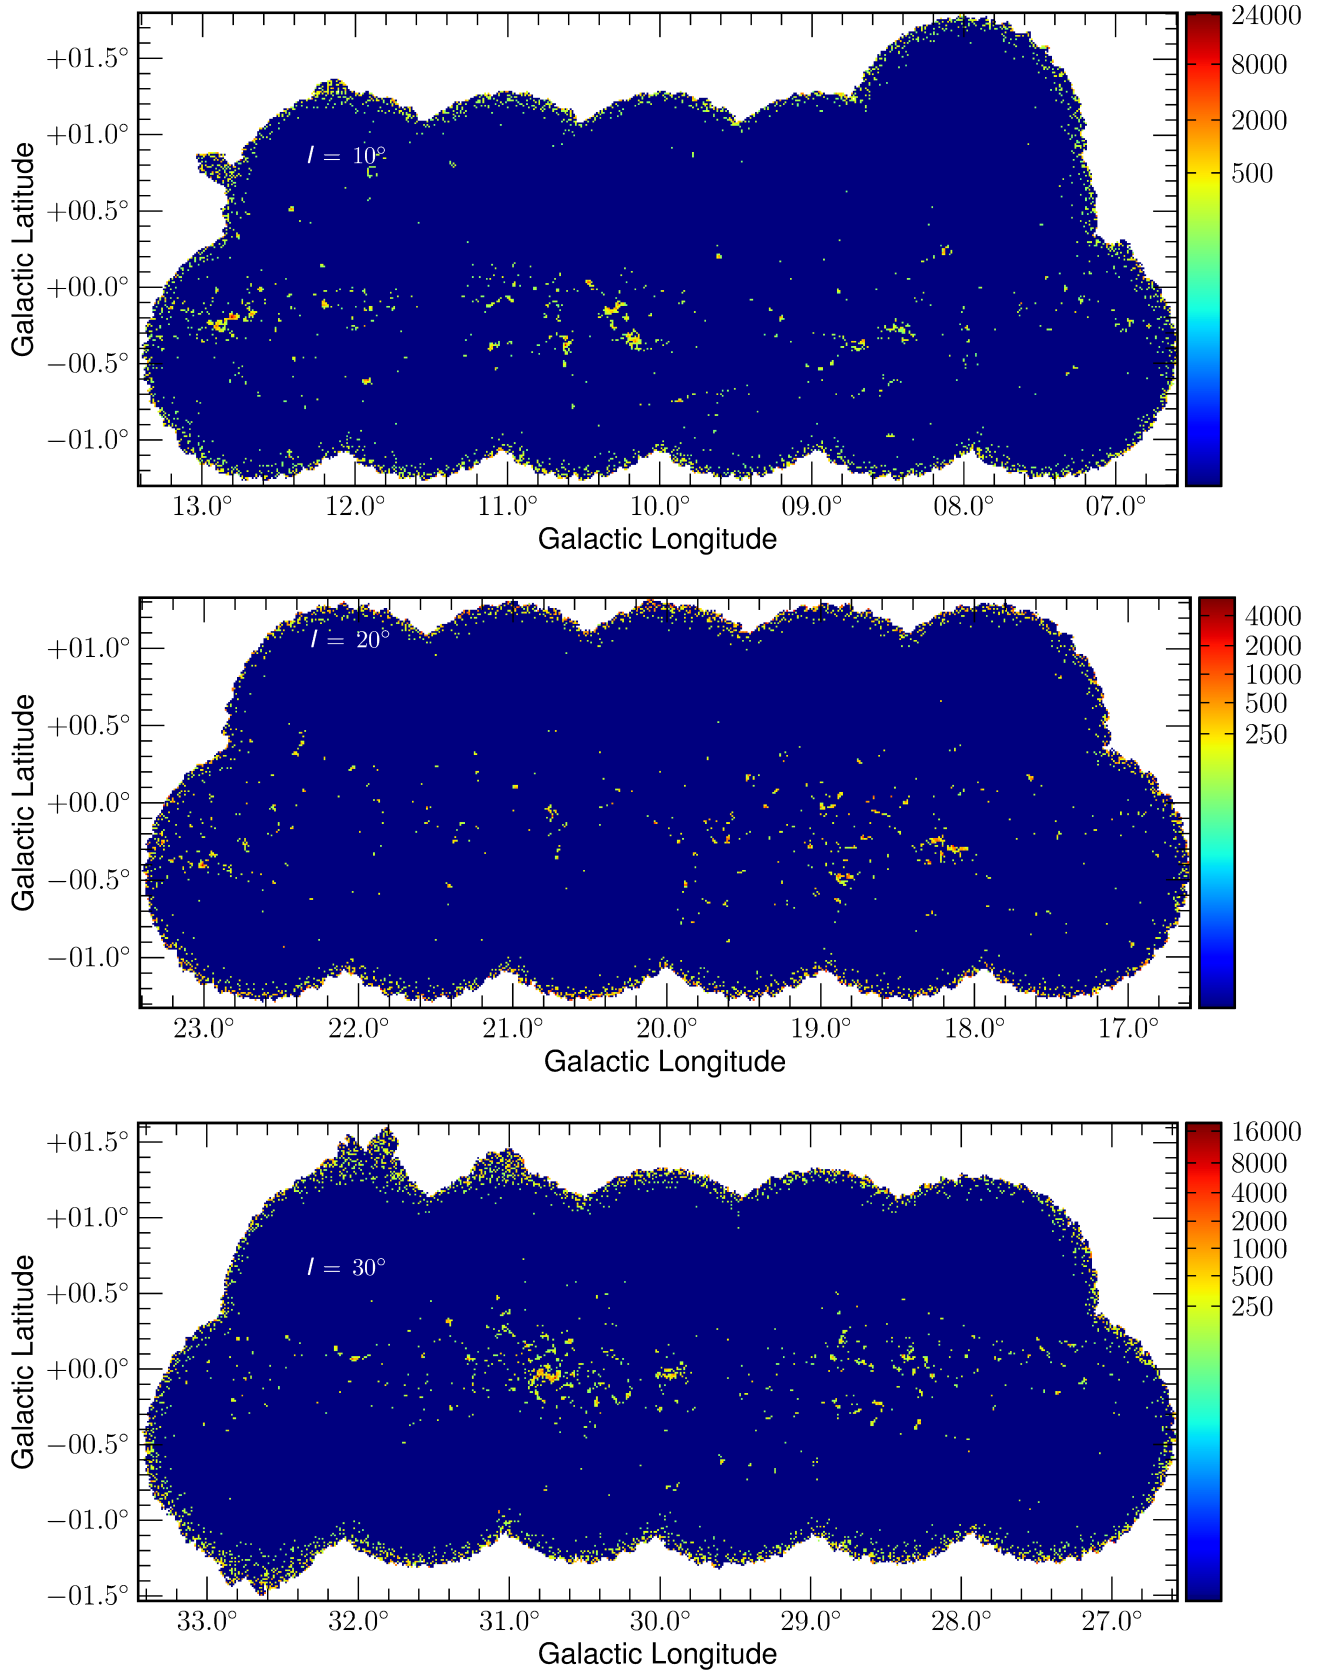 24000
+01.5°
8000
2000
+01.0°
l = 10°
500
+00.5°
+00.0°
−00.5°
−01.0°
Galactic Latitude
13.0° 12.0° 11.0° 10.0° 09.0° 08.0° 07.0°
Galactic Longitude
4000
l = 20°
+01.0°
2000
1000
500
+00.5°
250
+00.0°
−00.5°
−01.0°
Galactic Latitude
23.0° 22.0° 21.0° 20.0° 19.0° 18.0° 17.0°
Galactic Longitude
16000
+01.5°
8000
4000
+01.0°
2000
1000
l = 30°
500
+00.5°
250
+00.0°
−00.5°
−01.0°
−01.5°
Galactic Latitude
33.0° 32.0° 31.0° 30.0° 29.0° 28.0° 27.0°
Galactic Longitude